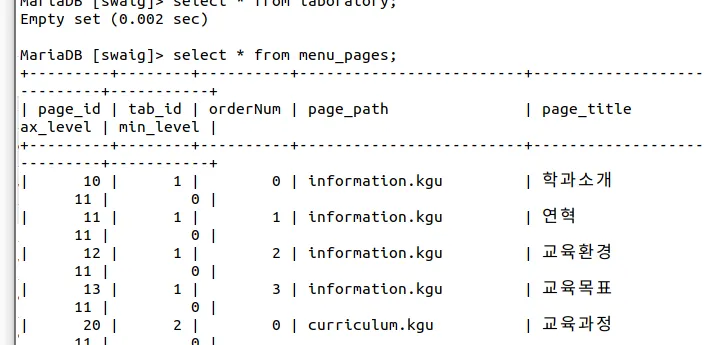 MariaDB [swaig]> select * from laboratory;
Empty set (0.002 sec)
MariaDB [swaig]> select * from menu_pages;
+---------+--------+----------+-------------------------+-------------------
---------+-----------+
| page_id | tab_id | orderNum | page_path | page_title
ax_level | min_level |
+---------+--------+----------+-------------------------+-------------------
---------+-----------+
| 10 | 1 | 0 | information.kgu | 학과소개
11 | 0 |
| 11 | 1 | 1 | information.kgu | 연혁
11 | 0 |
| 12 | 1 | 2 | information.kgu | 교육환경
11 | 0 |
| 13 | 1 | 3 | information.kgu | 교육목표
11 | 0 |
| 20 | 2 | 0 | curriculum.kgu | 교육과정
11 | 0 |